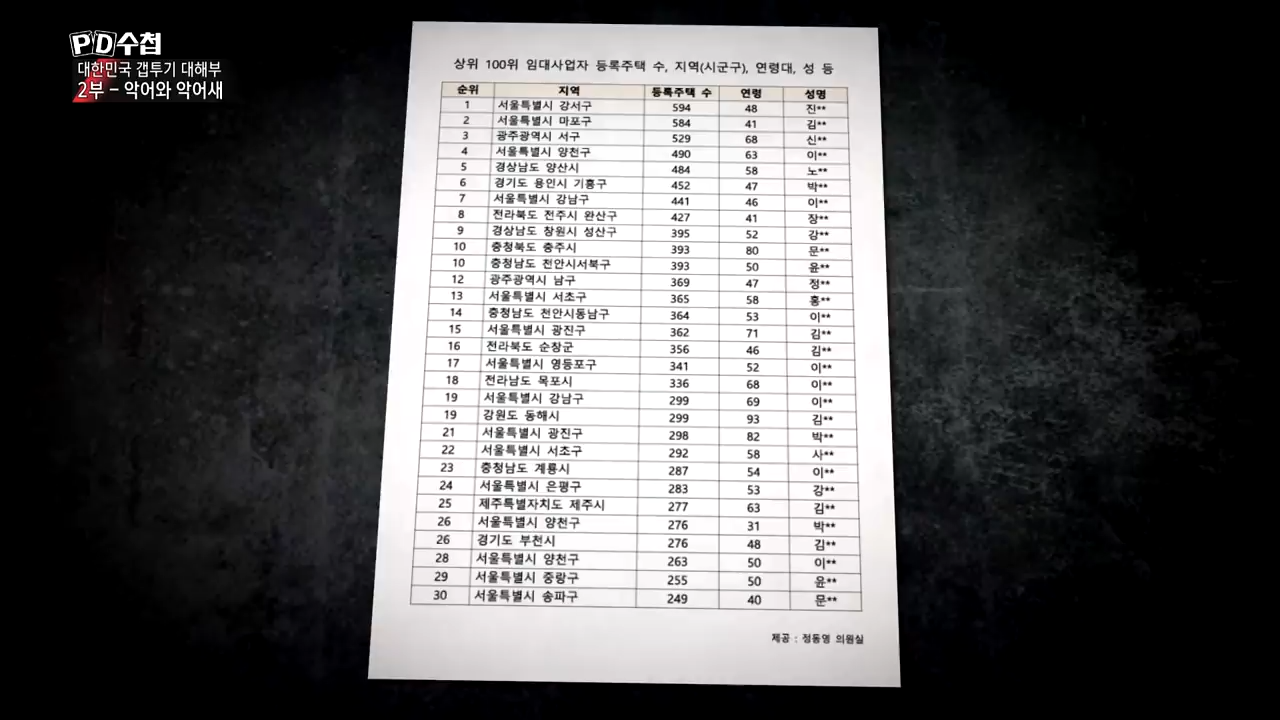 PD수첩
대한민국 갭투기 대해부
2부 - 악어와 악어새
상위 100위 임대사업자 등록주택 수, 지역(시군구), 연령대, 성 등
순위 지역 등록주택 수 연령 성명
1 서울특별시 강서구 594 48 진**
2 서울특별시 마포구 584 41 김**
3 광주광역시 서구 529 68 신**
4 서울특별시 양천구 490 63 이**
5 경상남도 양산시 484 58 노**
6 경기도 용인시 기흥구 452 47 박**
7 서울특별시 강남구 441 46 이**
8 전라북도 전주시 완산구 427 41 장**
9 경상남도 창원시 성산구 395 52 강**
10 충청북도 충주시 393 80 문**
10 충청남도 천안시서북구 393 50 윤**
12 광주광역시 남구 369 47 정**
13 서울특별시 서초구 365 58 홍**
14 충청남도 천안시동남구 364 53 이**
15 서울특별시 광진구 362 71 김**
16 전라북도 순창군 356 46 김**
17 서울특별시 영등포구 341 52 이**
18 전라남도 목포시 336 68 이**
19 서울특별시 강남구 299 69 이**
19 강원도 동해시 299 93 김**
21 서울특별시 광진구 298 82 박**
22 서울특별시 서초구 292 58 사**
23 충청남도 계룡시 287 54 이**
24 서울특별시 은평구 283 53 강**
25 제주특별자치도 제주시 277 63 김**
26 서울특별시 양천구 276 31 박**
26 경기도 부천시 276 48 김**
28 서울특별시 양천구 263 50 이**
29 서울특별시 중랑구 255 50 윤**
30 서울특별시 송파구 249 40 문**
제공 : 정동영 의원실